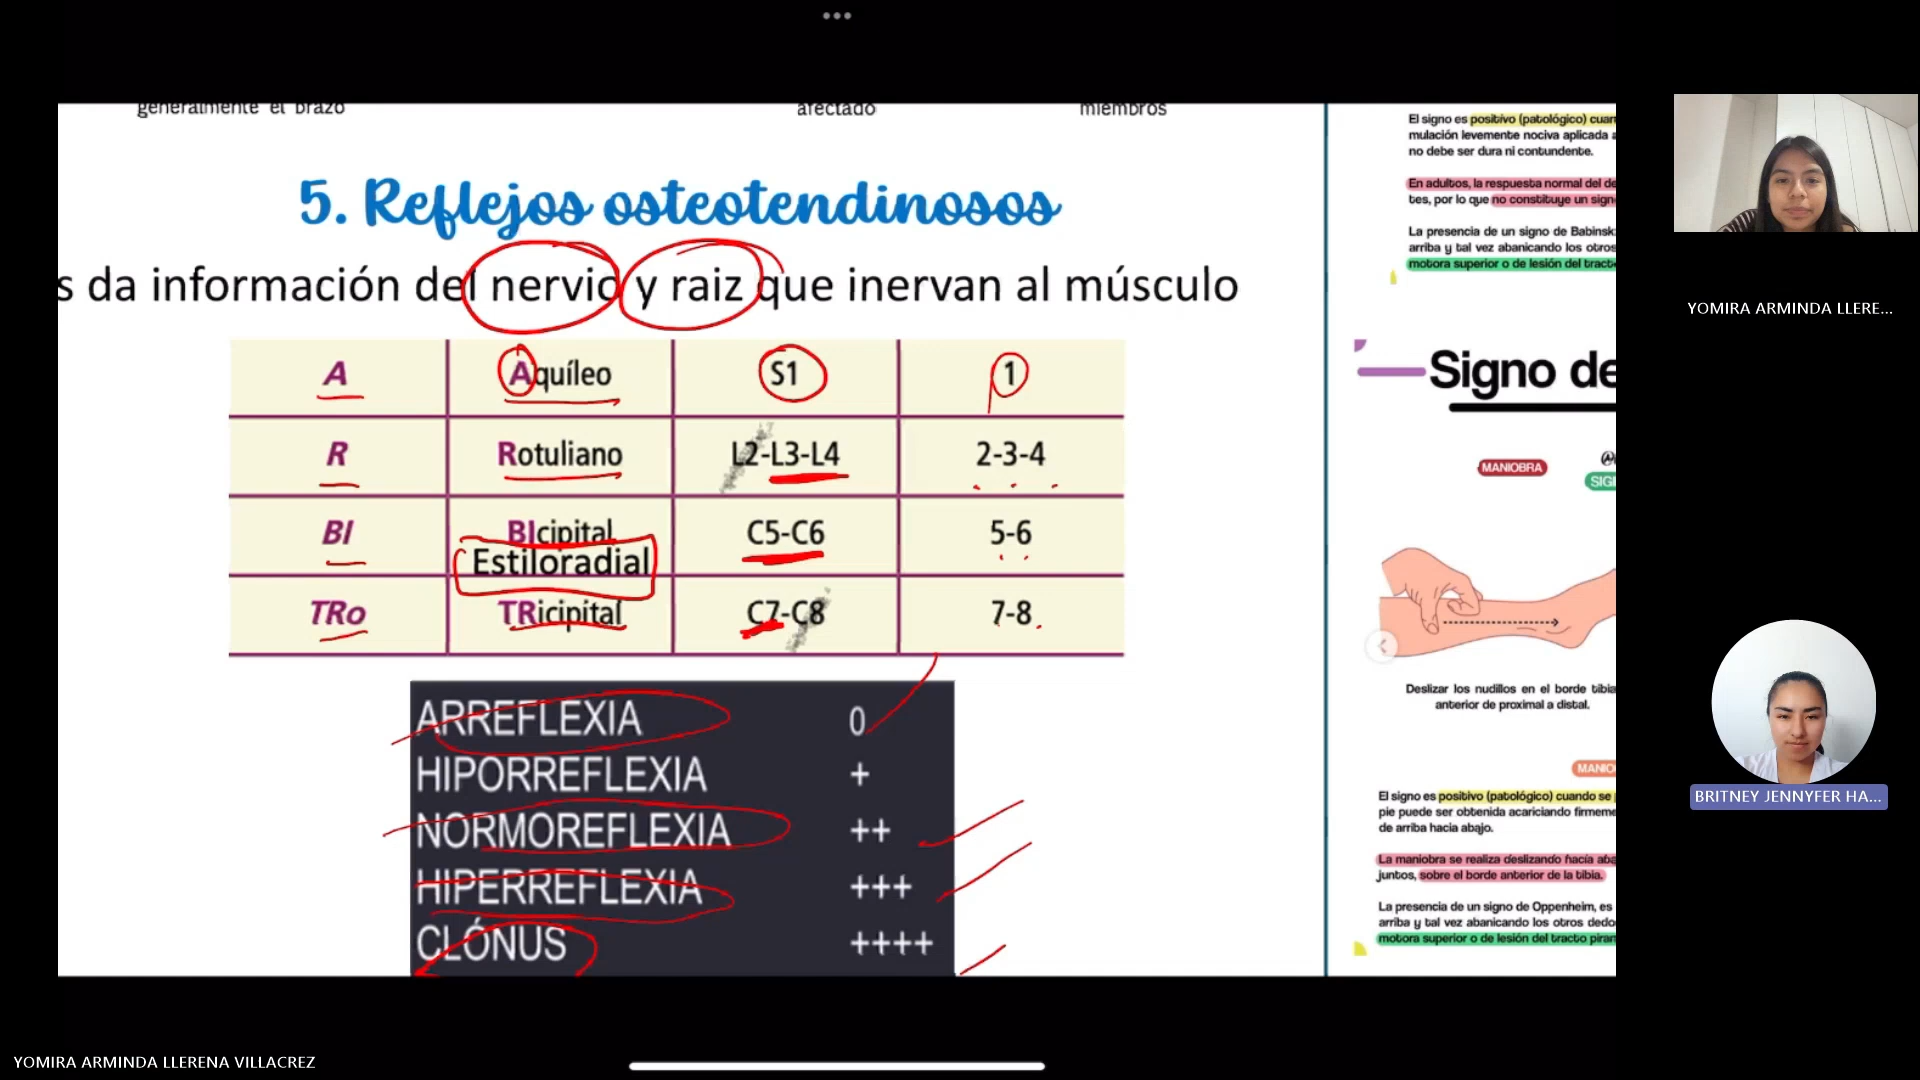 generalmente el brazo afectado miembros
5. Reflejos osteotendinosos
s da información del nervio y raiz que inervan al músculo
A Aquíleo S1 1
R Rotuliano L2-L3-L4 2-3-4
BI BIcipital C5-C6 5-6
Estiloradial
TRo TRicipital C7-C8 7-8
ARREFLEXIA 0
HIPORREFLEXIA +
NORMOREFLEXIA ++
HIPERREFLEXIA +++
CLÓNUS ++++
El signo es positivo (patológico) cuan
mulación levemente nociva aplicada a
no debe ser dura ni contundente.
En adultos, la respuesta normal del de
tes, por lo que no constituye un sign
La presencia de un signo de Babinsk
arriba y tal vez abanicando los otros
motora superior o de lesión del tract
Signo de
MANIOBRA
SIG
Deslizar los nudillos en el borde tibia
anterior de proximal a distal.
MANIO
El signo es positivo (patológico) cuando se
pie puede ser obtenida acariciando firmeme
de arriba hacia abajo.
La maniobra se realiza deslizando hacía aba
juntos, sobre el borde anterior de la tibia.
La presencia de un signo de Oppenheim, es
arriba y tal vez abanicando los otros dedo
motora superior o de lesión del tracto piram
YOMIRA ARMINDA LLERE...
BRITNEY JENNYFER HA...
YOMIRA ARMINDA LLERENA VILLACREZ